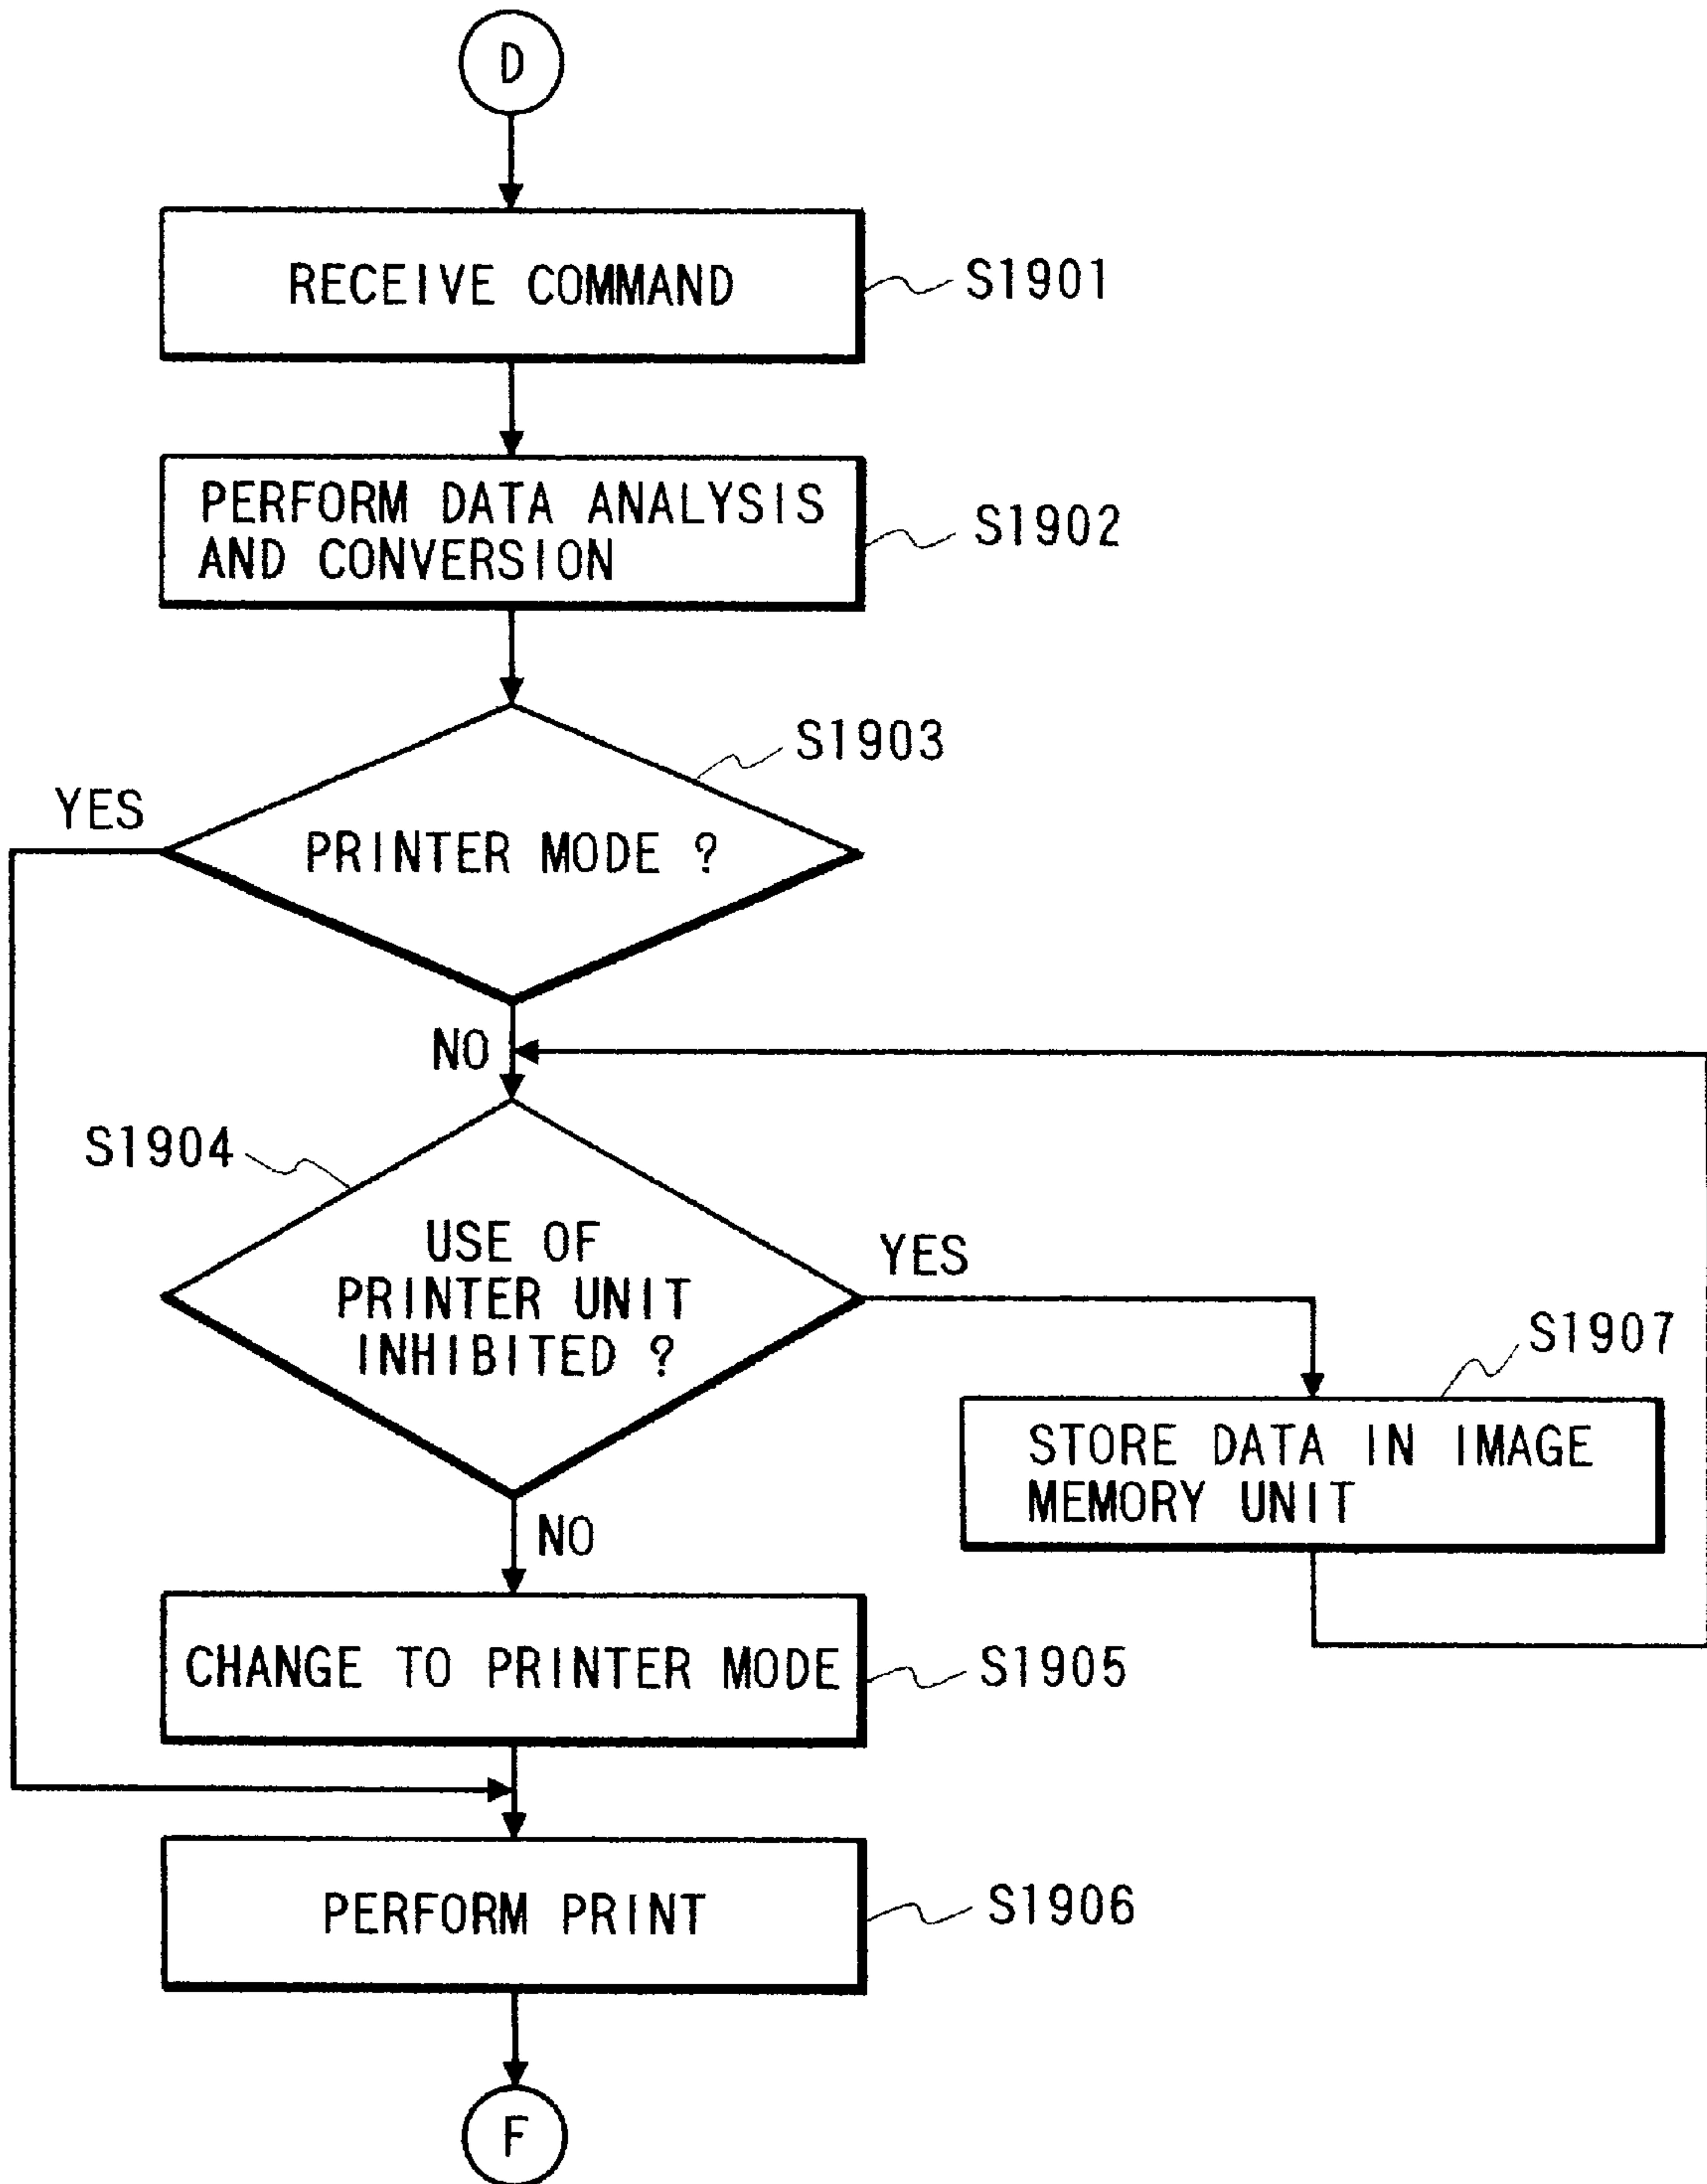 D
RECEIVE COMMAND
S1901
PERFORM DATA ANALYSIS
AND CONVERSION
S1902
S1903
YES
PRINTER MODE ?
NO
S1904
USE OF
PRINTER UNIT
INHIBITED ?
YES
S1907
STORE DATA IN IMAGE
MEMORY UNIT
NO
CHANGE TO PRINTER MODE
S1905
PERFORM PRINT
S1906
F